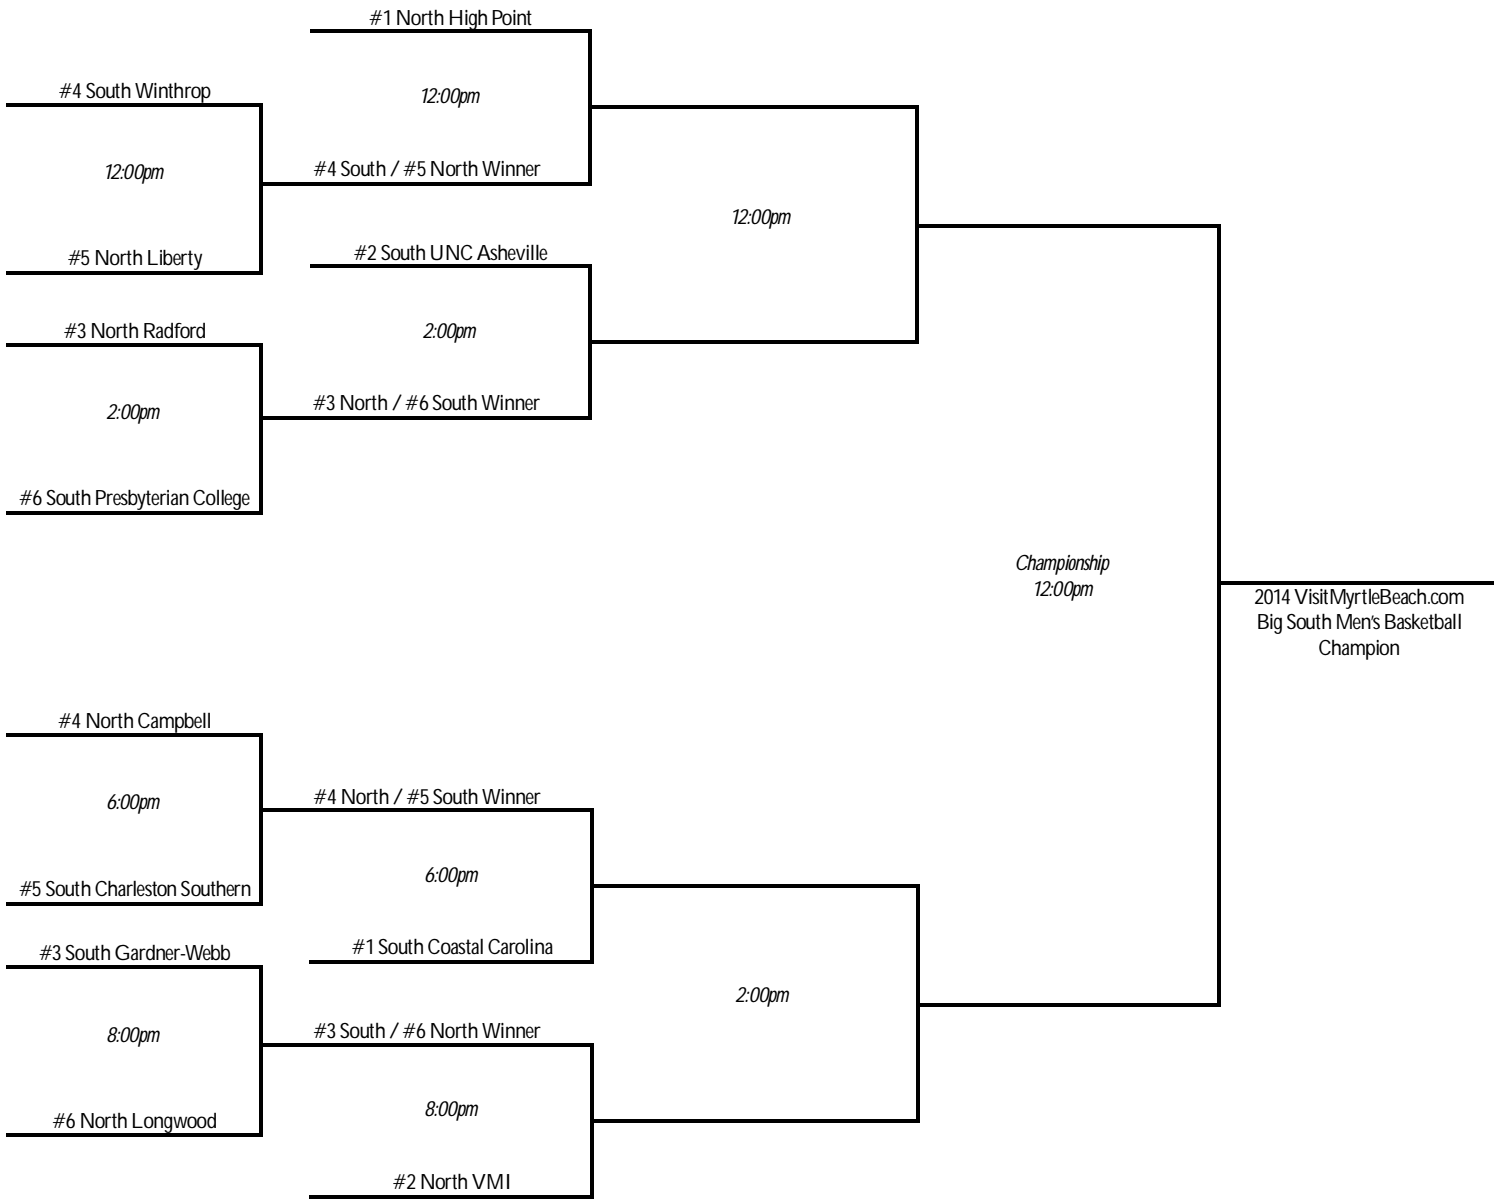 #1 North High Point
#4 South Winthrop
12:00pm
12:00pm
#4 South / #5 North Winner
12:00pm
#5 North Liberty
#2 South UNC Asheville
#3 North Radford
2:00pm
2:00pm
#3 North / #6 South Winner
#6 South Presbyterian College
Championship
12:00pm
2014 VisitMyrtleBeach.com
Big South Men's Basketball
Champion
#4 North Campbell
6:00pm
#4 North / #5 South Winner
#5 South Charleston Southern
6:00pm
#1 South Coastal Carolina
#3 South Gardner-Webb
2:00pm
8:00pm
#3 South / #6 North Winner
#6 North Longwood
8:00pm
#2 North VMI